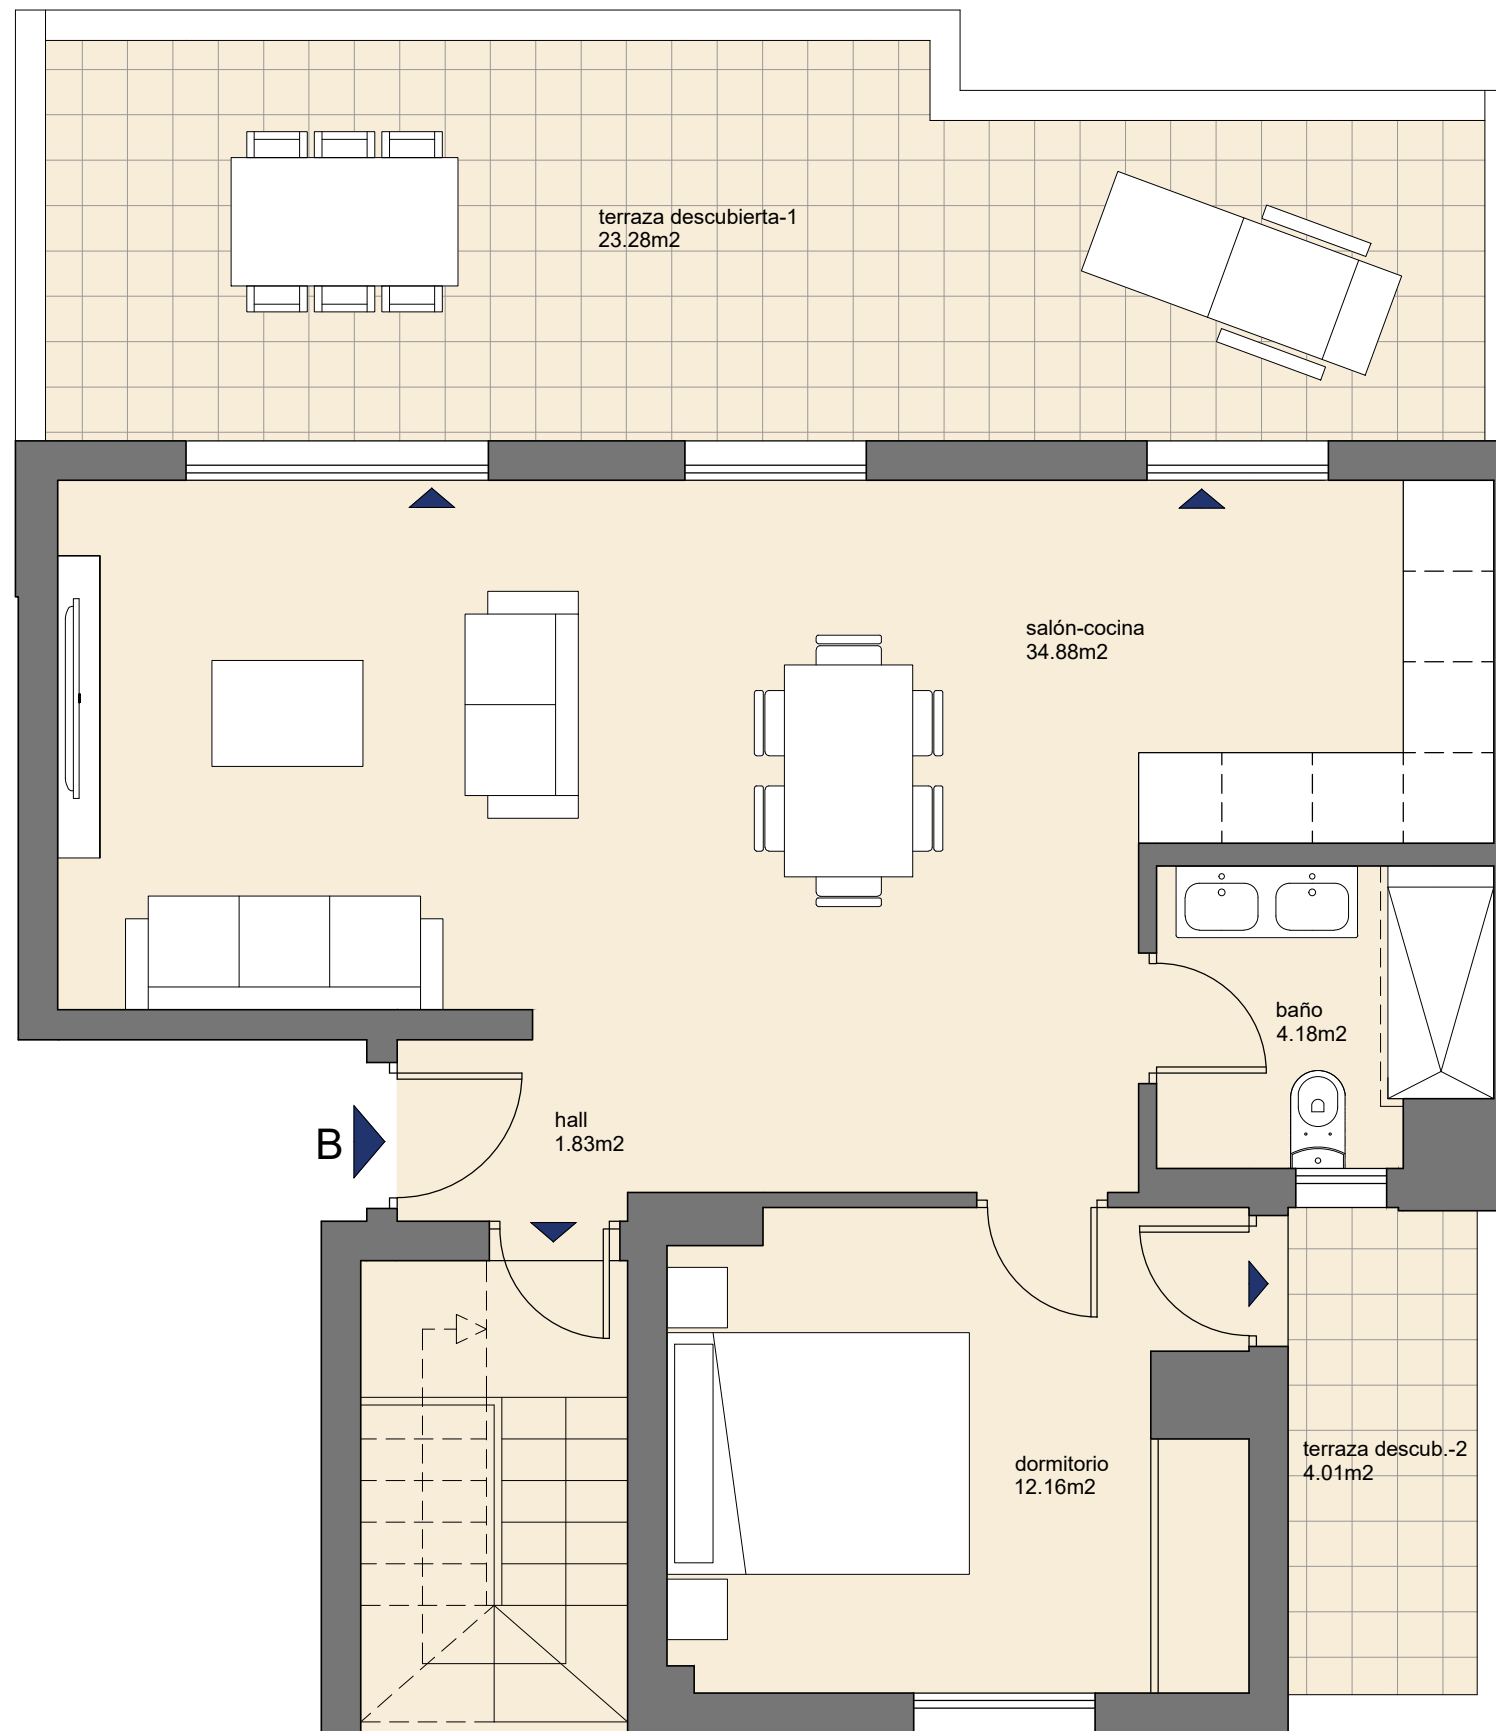 terraza descubierta-1
23.28m2
salón-cocina
34.88m2
baño
4.18m2
hall
1.83m2
B
dormitorio
12.16m2
terraza descub.-2
4.01m2